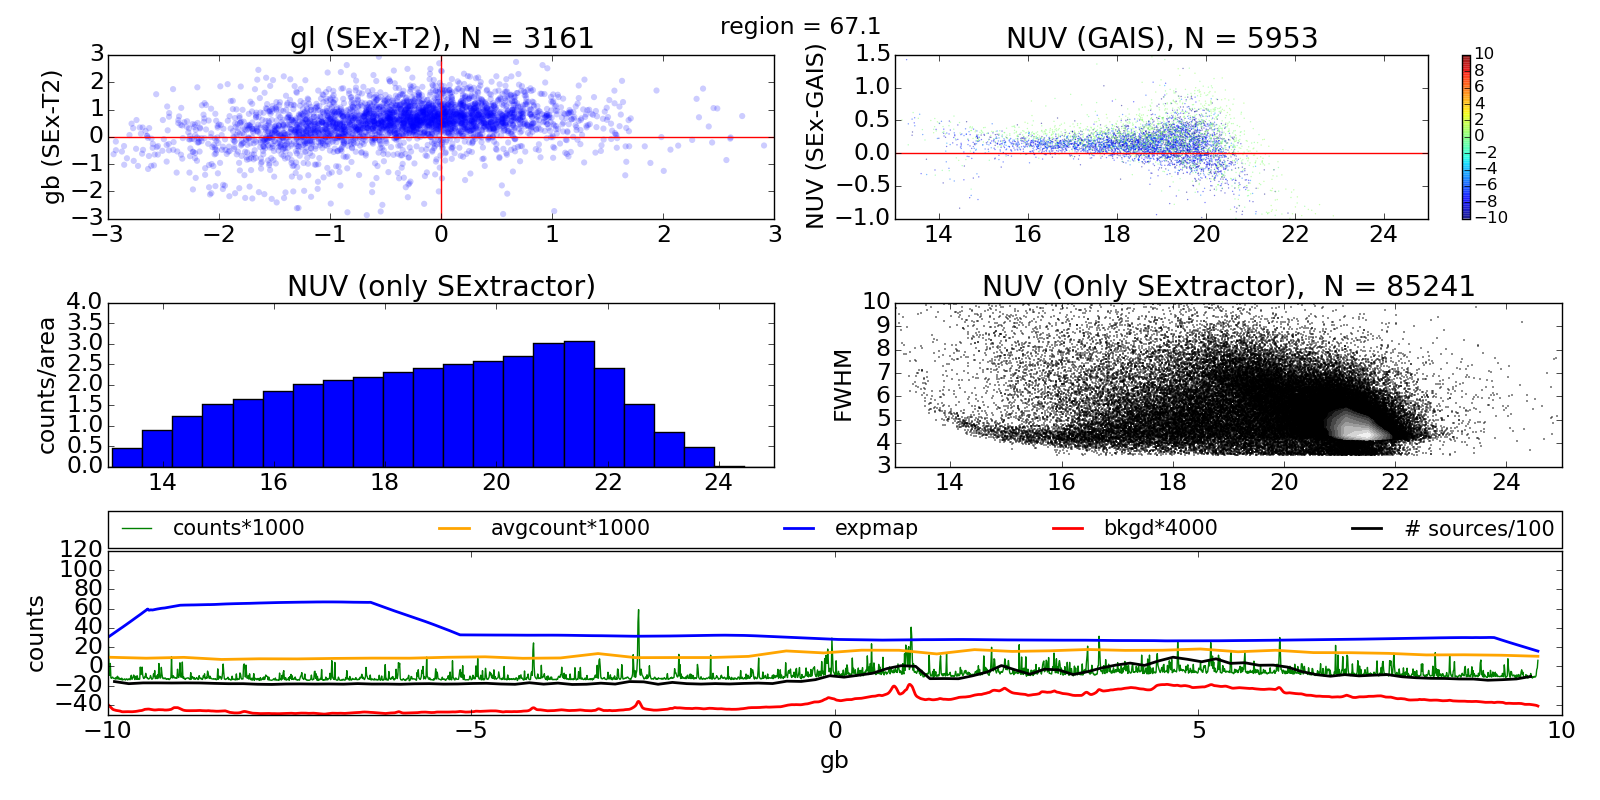 region = 67.1
gl (SEx-T2), N = 3161
gb (SEx-T2)
3
2
1
0
−1
−2
−3
−3 −2 −1 0 1 2 3
NUV (GAIS), N = 5953
NUV (SEx-GAIS)
1.5
1.0
0.5
0.0
−0.5
−1.0
14 16 18 20 22 24
10
8
6
4
2
0
−2
−4
−6
−8
−10
NUV (only SExtractor)
counts/area
4.0
3.5
3.0
2.5
2.0
1.5
1.0
0.5
0.0
14 16 18 20 22 24
NUV (Only SExtractor), N = 85241
FWHM
10
9
8
7
6
5
4
3
14 16 18 20 22 24
counts*1000 avgcount*1000 expmap bkgd*4000 # sources/100
counts
120
100
80
60
40
20
0
−20
−40
−10 −5 0 5 10
gb